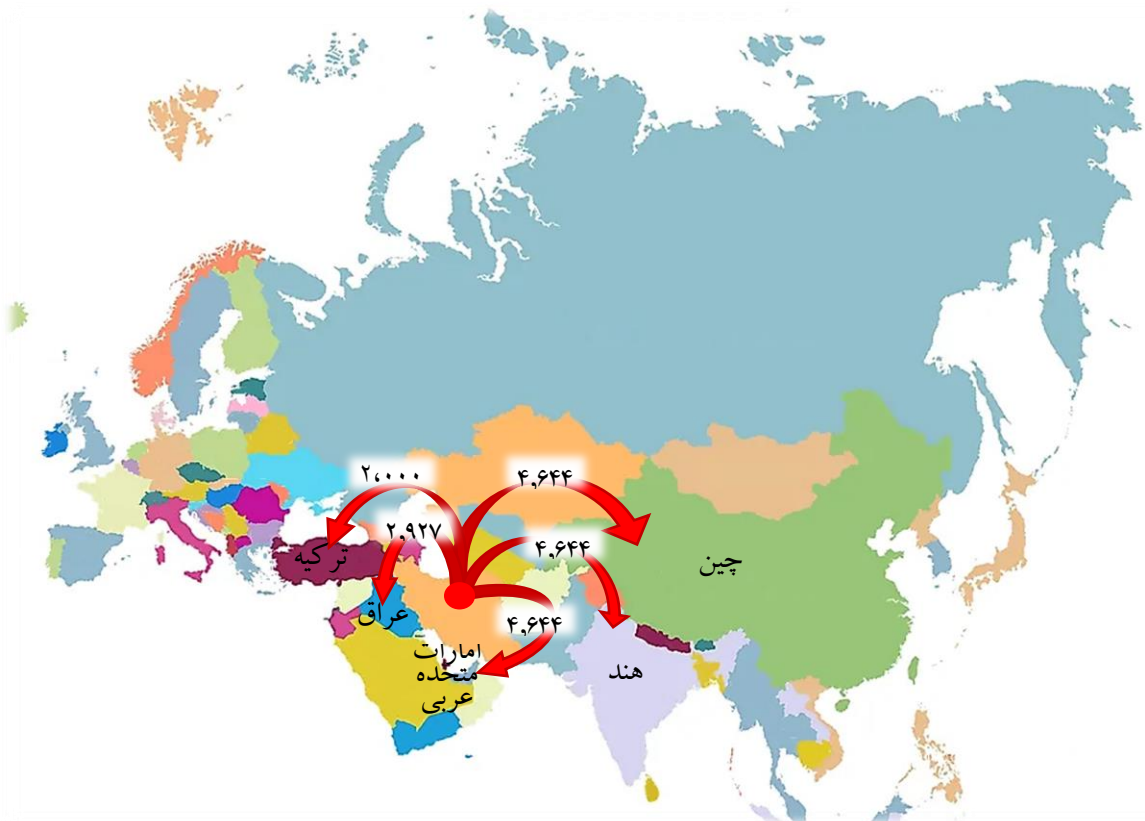 ۲،۰۰۰
۴,۶۴۴
۲,۹۲۷
۴,۶۴۴
ترکیه
چین
عراق
۴,۶۴۴
امارات
متحده
عربی
هند